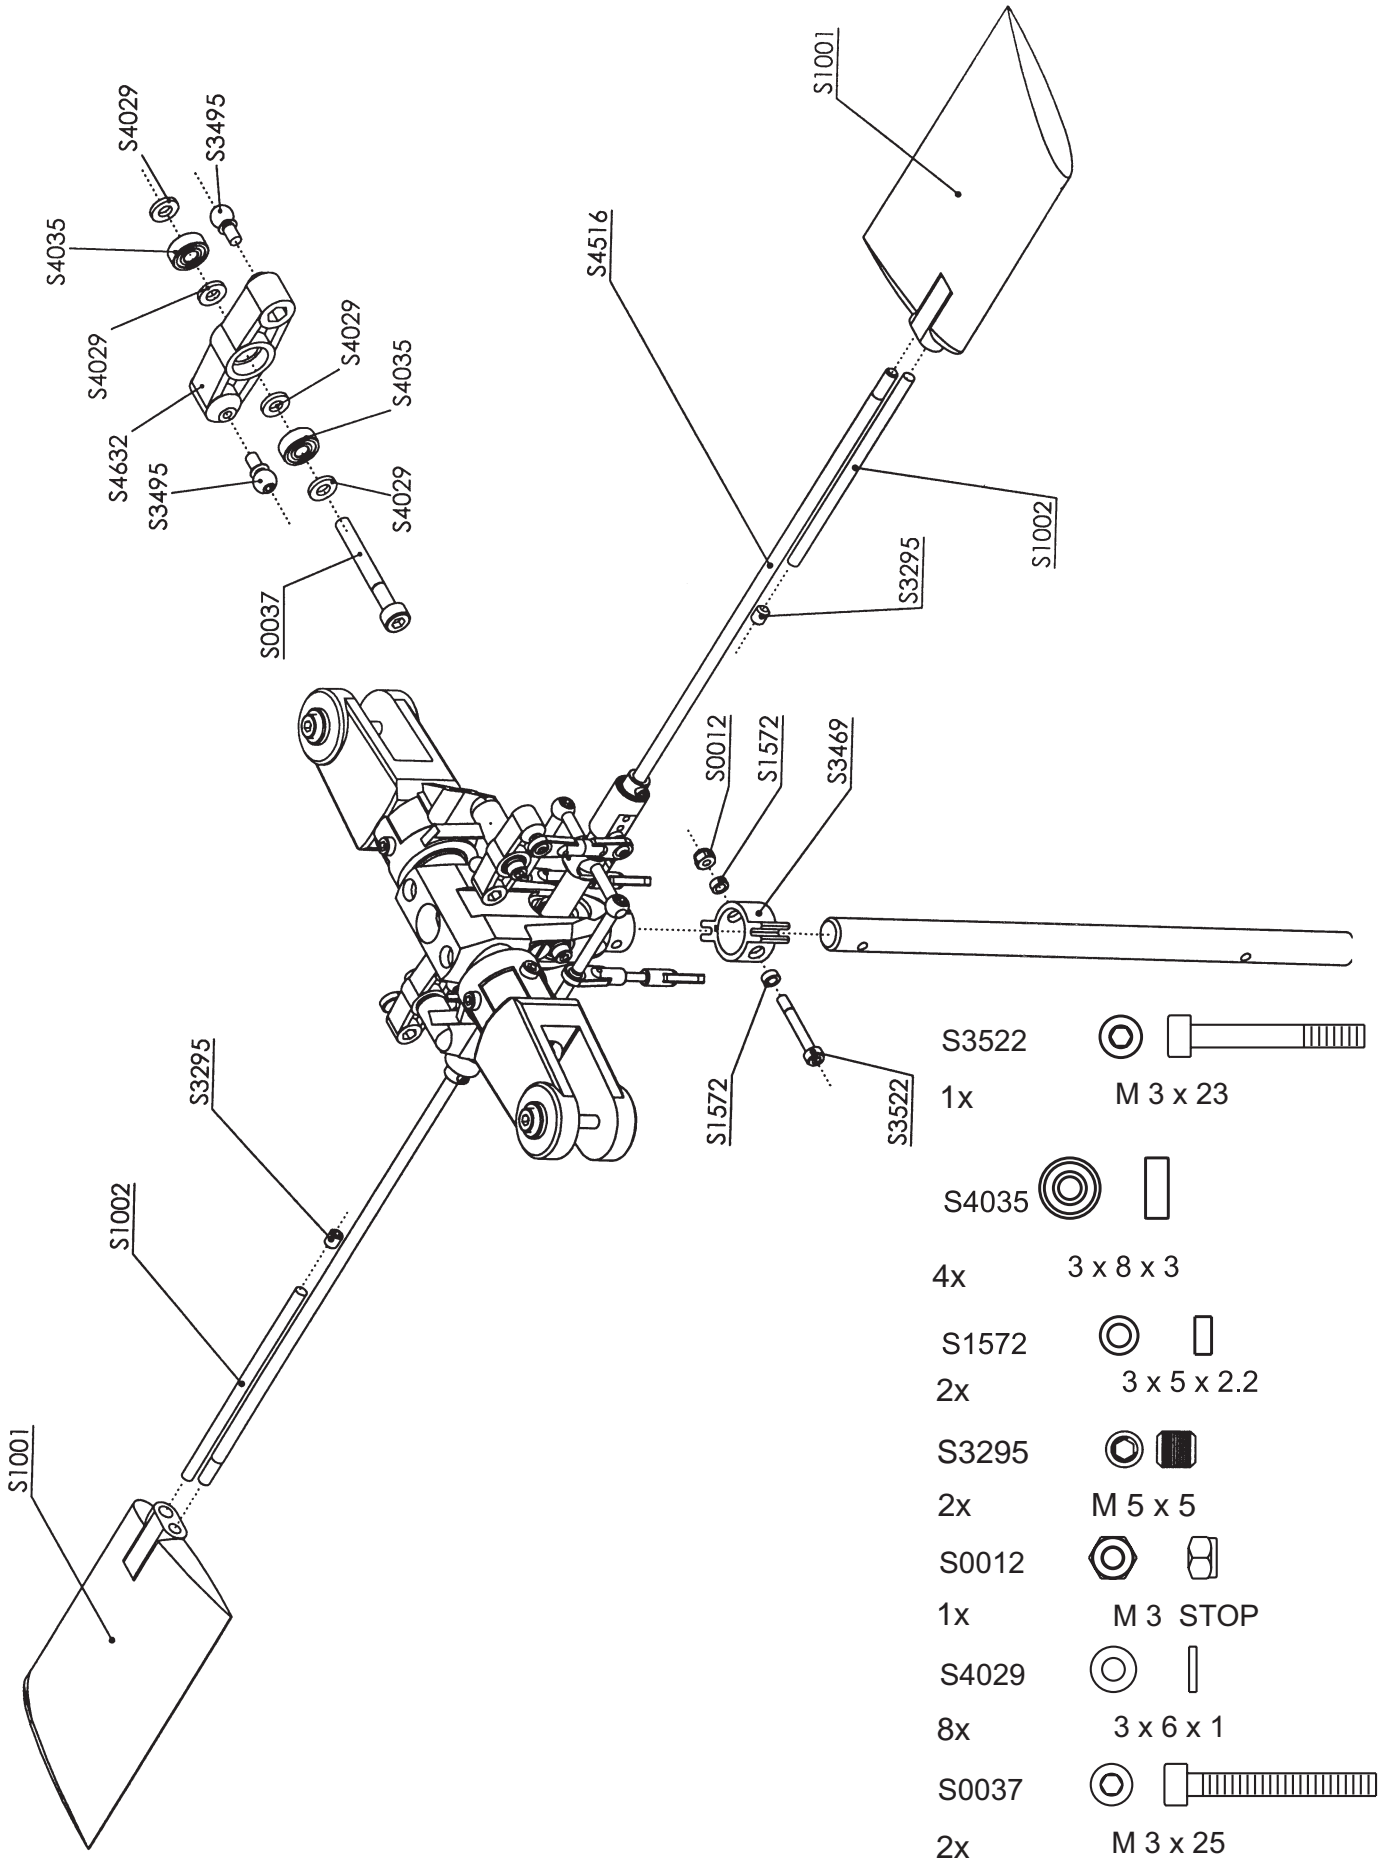 S1001
S4029
S3495
S4035
S4516
S4029
S4029
S4035
S4632
S3495
S4029
S1002
S3295
S0037
S0012
S1572
S3469
S3295
S1572
S3522
S1002
S1001
S3522
1x M 3 x 23
S4035
4x 3 x 8 x 3
S1572
2x 3 x 5 x 2.2
S3295
2x M 5 x 5
S0012
1x M 3 STOP
S4029
8x 3 x 6 x 1
S0037
2x M 3 x 25